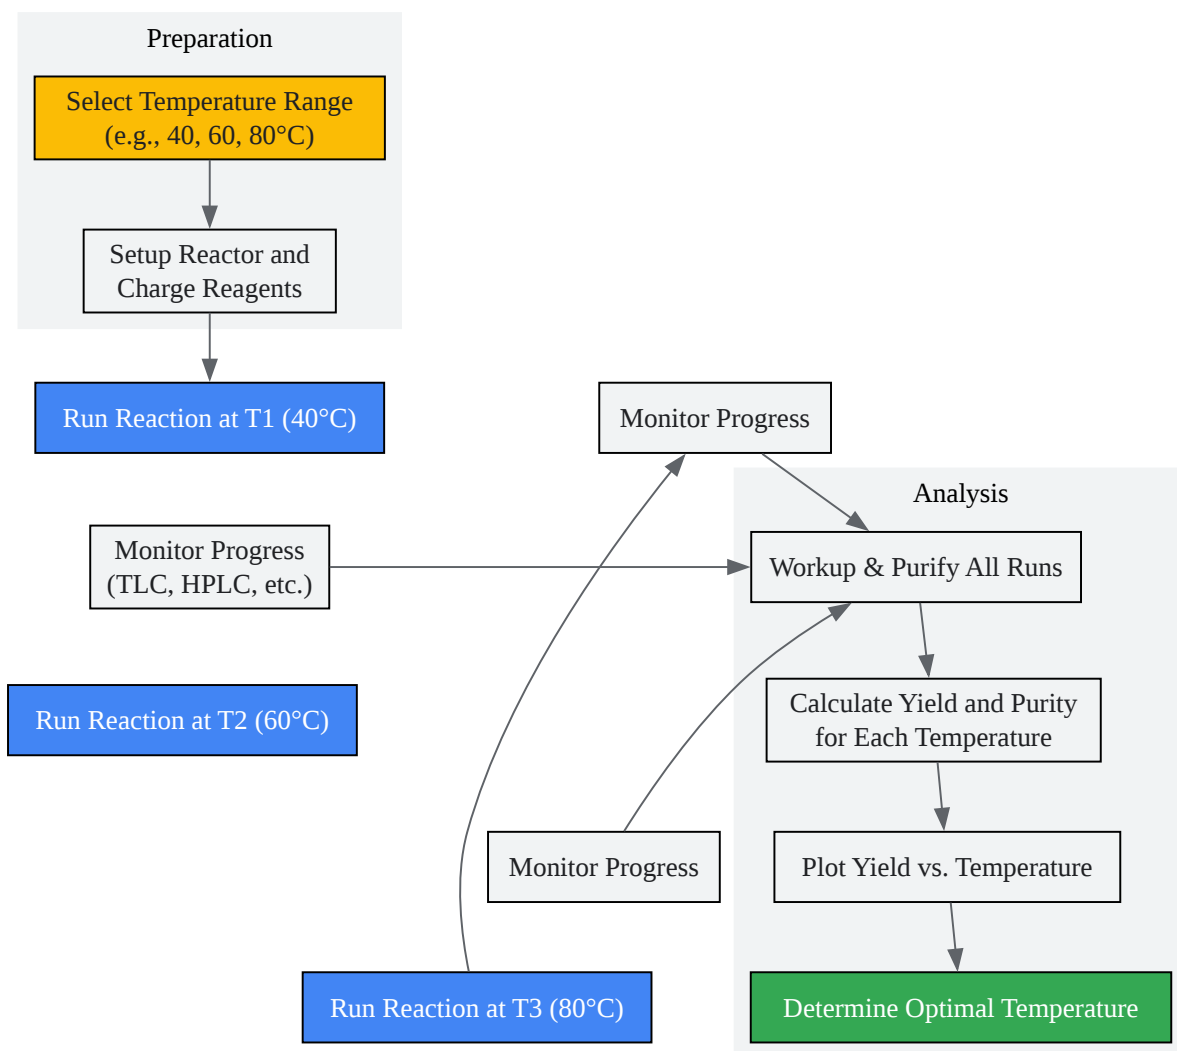 Preparation
Select Temperature Range
(e.g., 40, 60, 80°C)
Setup Reactor and
Charge Reagents
Run Reaction at T1 (40°C)
Monitor Progress
Analysis
Monitor Progress
(TLC, HPLC, etc.)
Workup & Purify All Runs
Run Reaction at T2 (60°C)
Calculate Yield and Purity
for Each Temperature
Monitor Progress
Plot Yield vs. Temperature
Run Reaction at T3 (80°C)
Determine Optimal Temperature